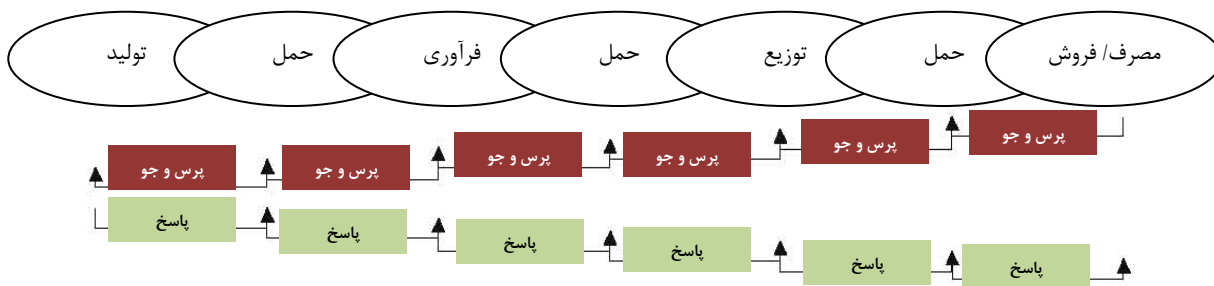 مصرف/ فروش
حمل
توزیع
حمل
فرآوری
حمل
تولید
پرس و جو
پرس و جو
پرس و جو
پرس و جو
پرس و جو
پرس و جو
پاسخ
پاسخ
پاسخ
پاسخ
پاسخ
پاسخ